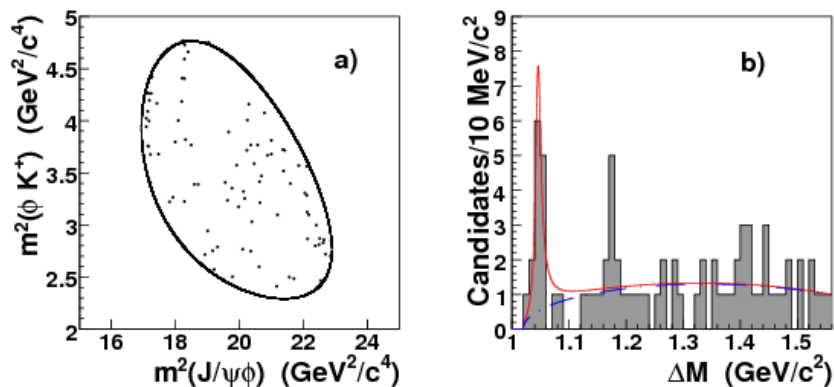 m²(φ K⁺) (GeV²/c⁴)
5
4.5
4
3.5
3
2.5
2
a)
16 18 20 22 24
m²(J/ψφ) (GeV²/c⁴)
Candidates/10 MeV/c²
9
8
7
6
5
4
3
2
1
0
b)
1 1.1 1.2 1.3 1.4 1.5
ΔM (GeV/c²)